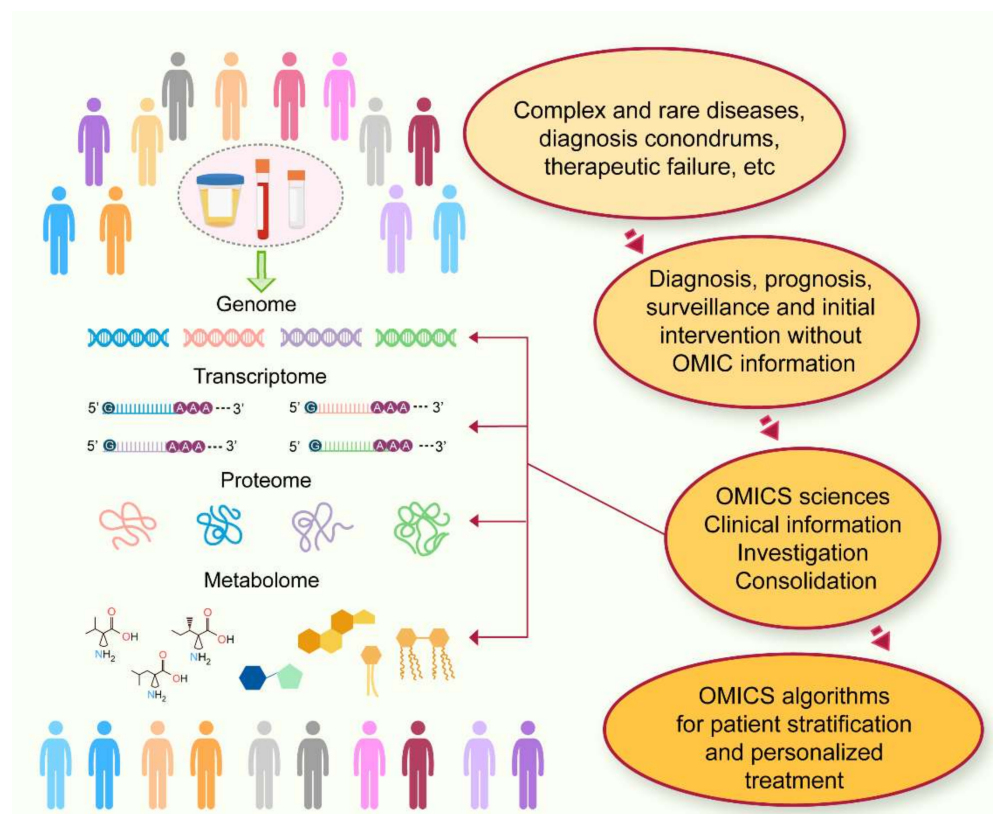 Complex and rare diseases,
diagnosis conondrums,
therapeutic failure, etc
Diagnosis, prognosis,
surveillance and initial
intervention without
OMIC information
OMICS sciences
Clinical information
Investigation
Consolidation
OMICS algorithms
for patient stratification
and personalized
treatment
Genome
Transcriptome
5' G AAA --- 3'
5' G AAA --- 3'
5' G AAA --- 3'
5' G AAA --- 3'
Proteome
Metabolome
O
OH
NH₂
O
OH
NH₂
O
OH
NH₂